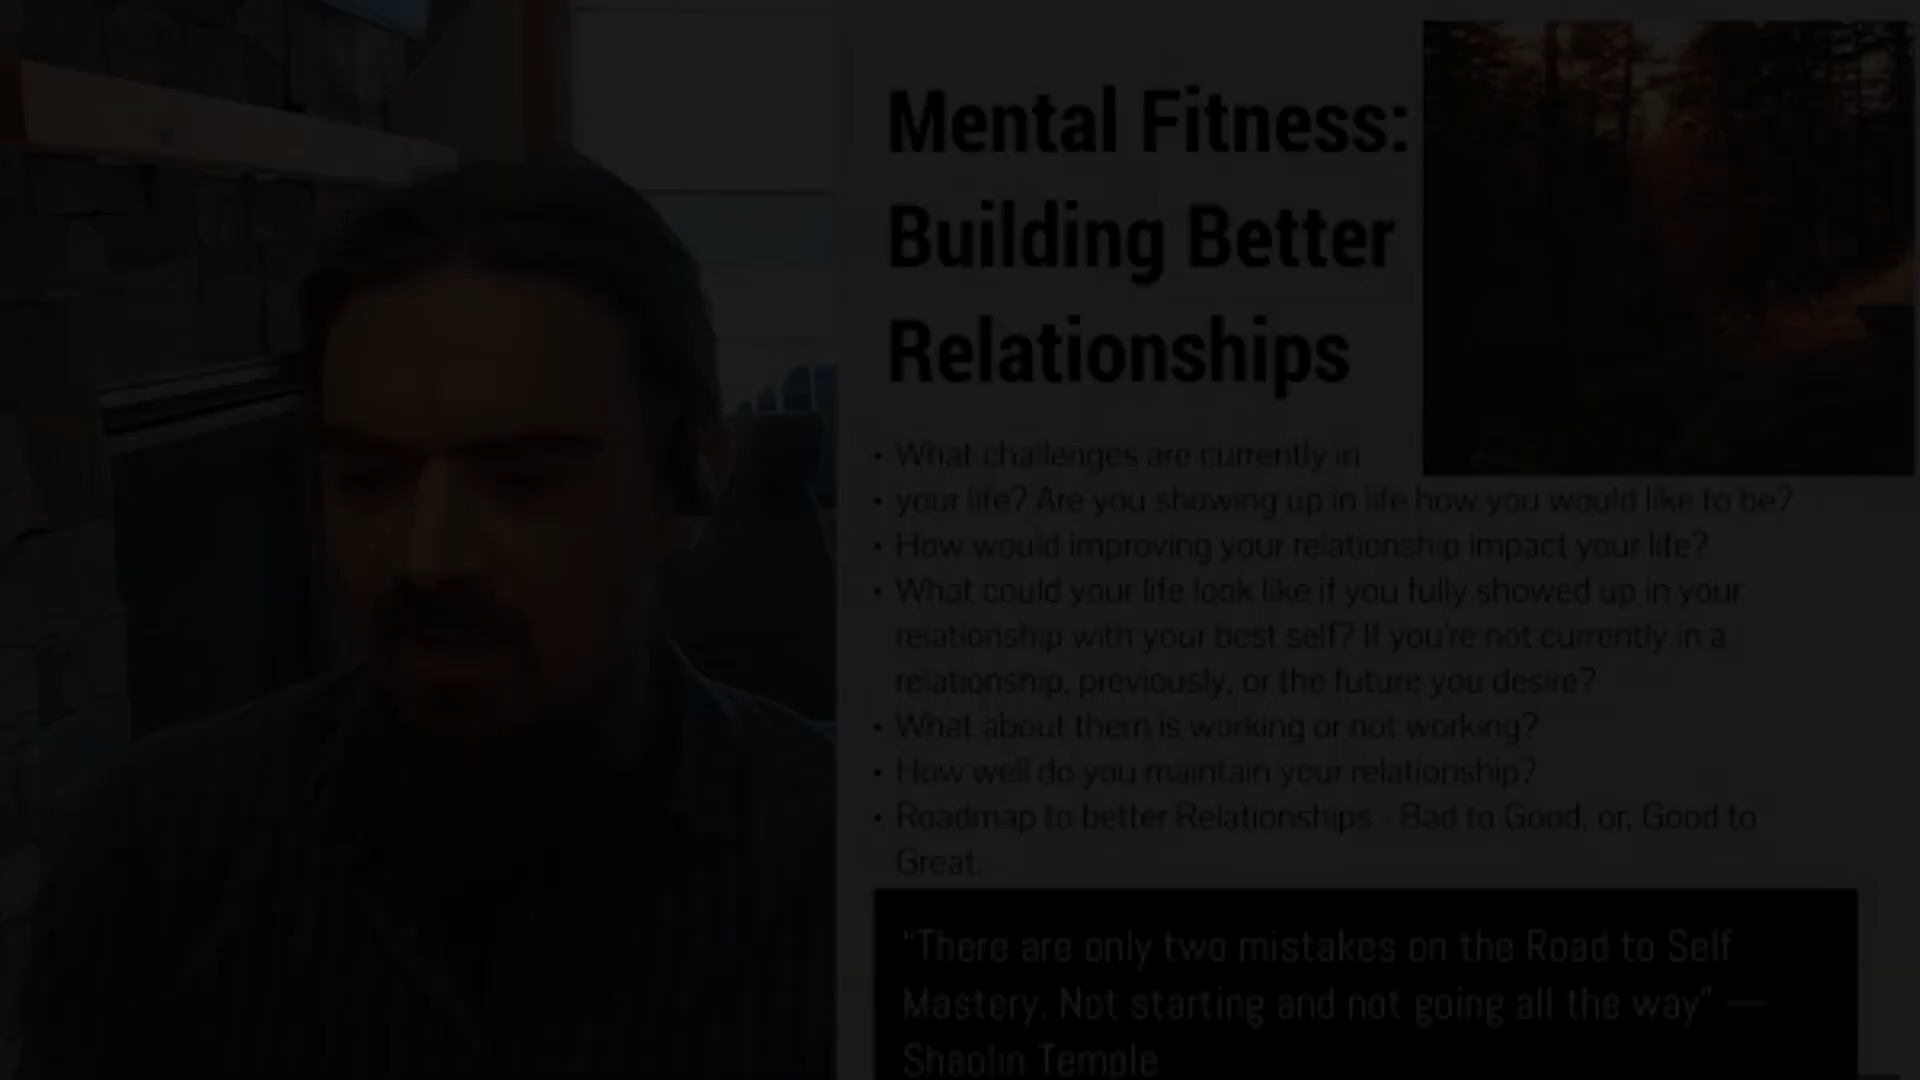 Mental Fitness:
Building Better
Relationships
• What challenges are currently in
• your life? Are you showing up in life how you would like to be?
• How would improving your relationship impact your life?
• What could your life look like if you fully showed up in your
relationship with your best self? If you're not currently in a
relationship, previously, or the future you desire?
• What about them is working or not working?
• How well do you maintain your relationship?
• Roadmap to better Relationships - Bad to Good, or, Good to
Great.
"There are only two mistakes on the Road to Self
Mastery. Not starting and not going all the way" —
Shaolin Temple